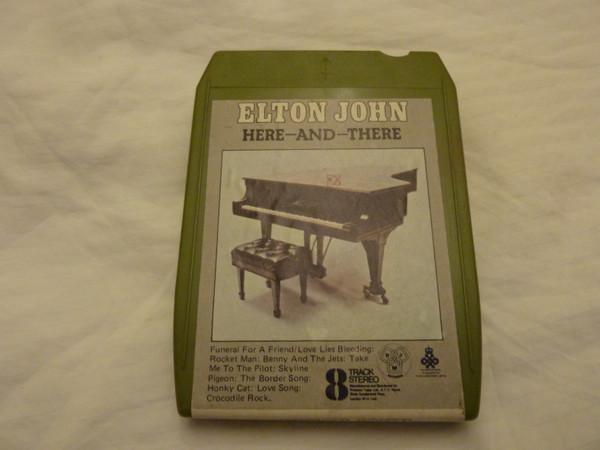 ELTON JOHN
HERE-AND-THERE
Funeral For A Friend/Love Lies Bleeding:
Rocket Man: Benny And The Jets: Take
Me To The Pilot: Skyline
Pigeon: The Border Song:
Honky Cat: Love Song:
Crocodile Rock.
8 TRACK
STEREO